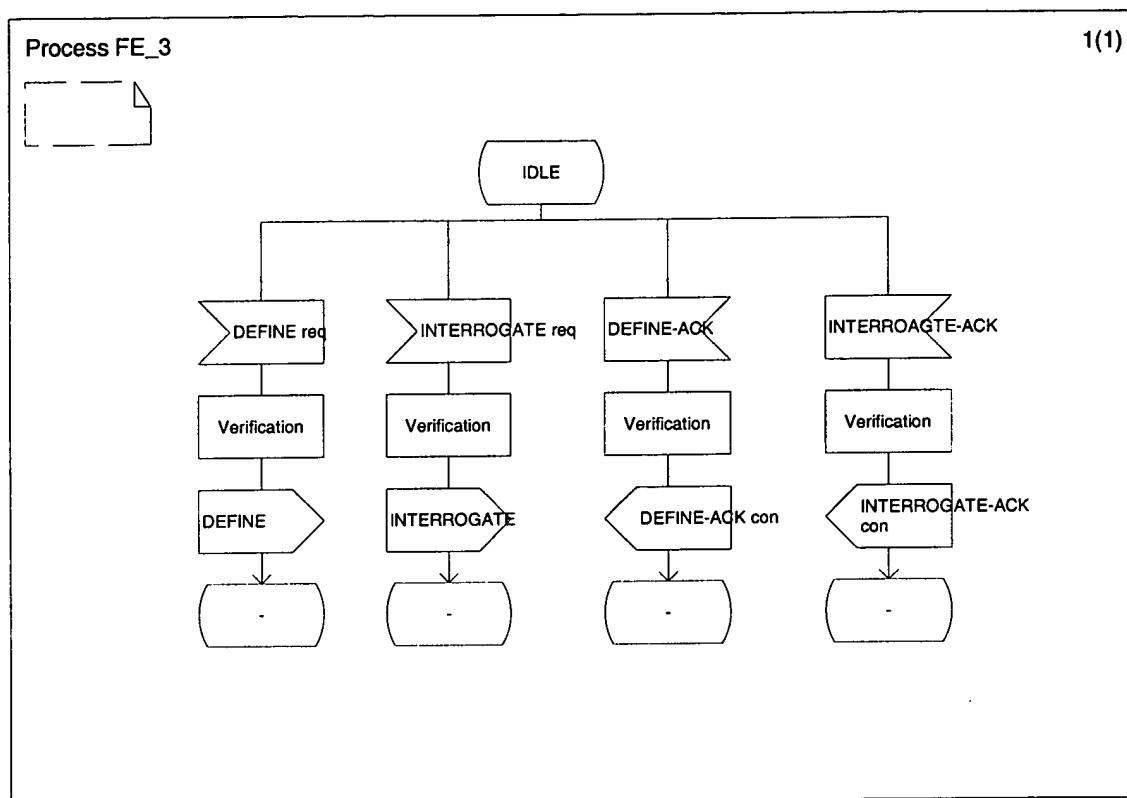 Process FE_3
1(1)
IDLE
DEFINE req
INTERROGATE req
DEFINE-ACK
INTERROAGTE-ACK
Verification
Verification
Verification
Verification
DEFINE
INTERROGATE
DEFINE-ACK con
INTERROGATE-ACK
con
-
-
-
-